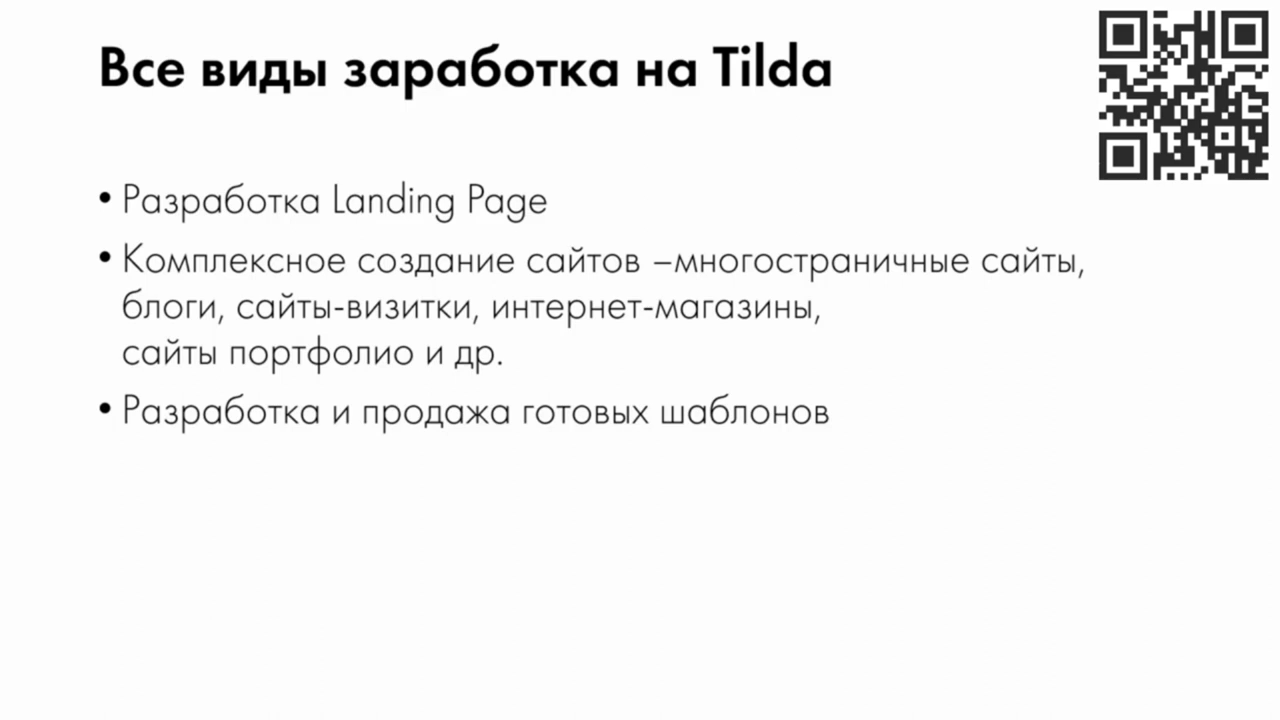 Все виды заработка на Tilda
• Разработка Landing Page
• Комплексное создание сайтов –многостраничные сайты,
блоги, сайты-визитки, интернет-магазины,
сайты портфолио и др.
• Разработка и продажа готовых шаблонов